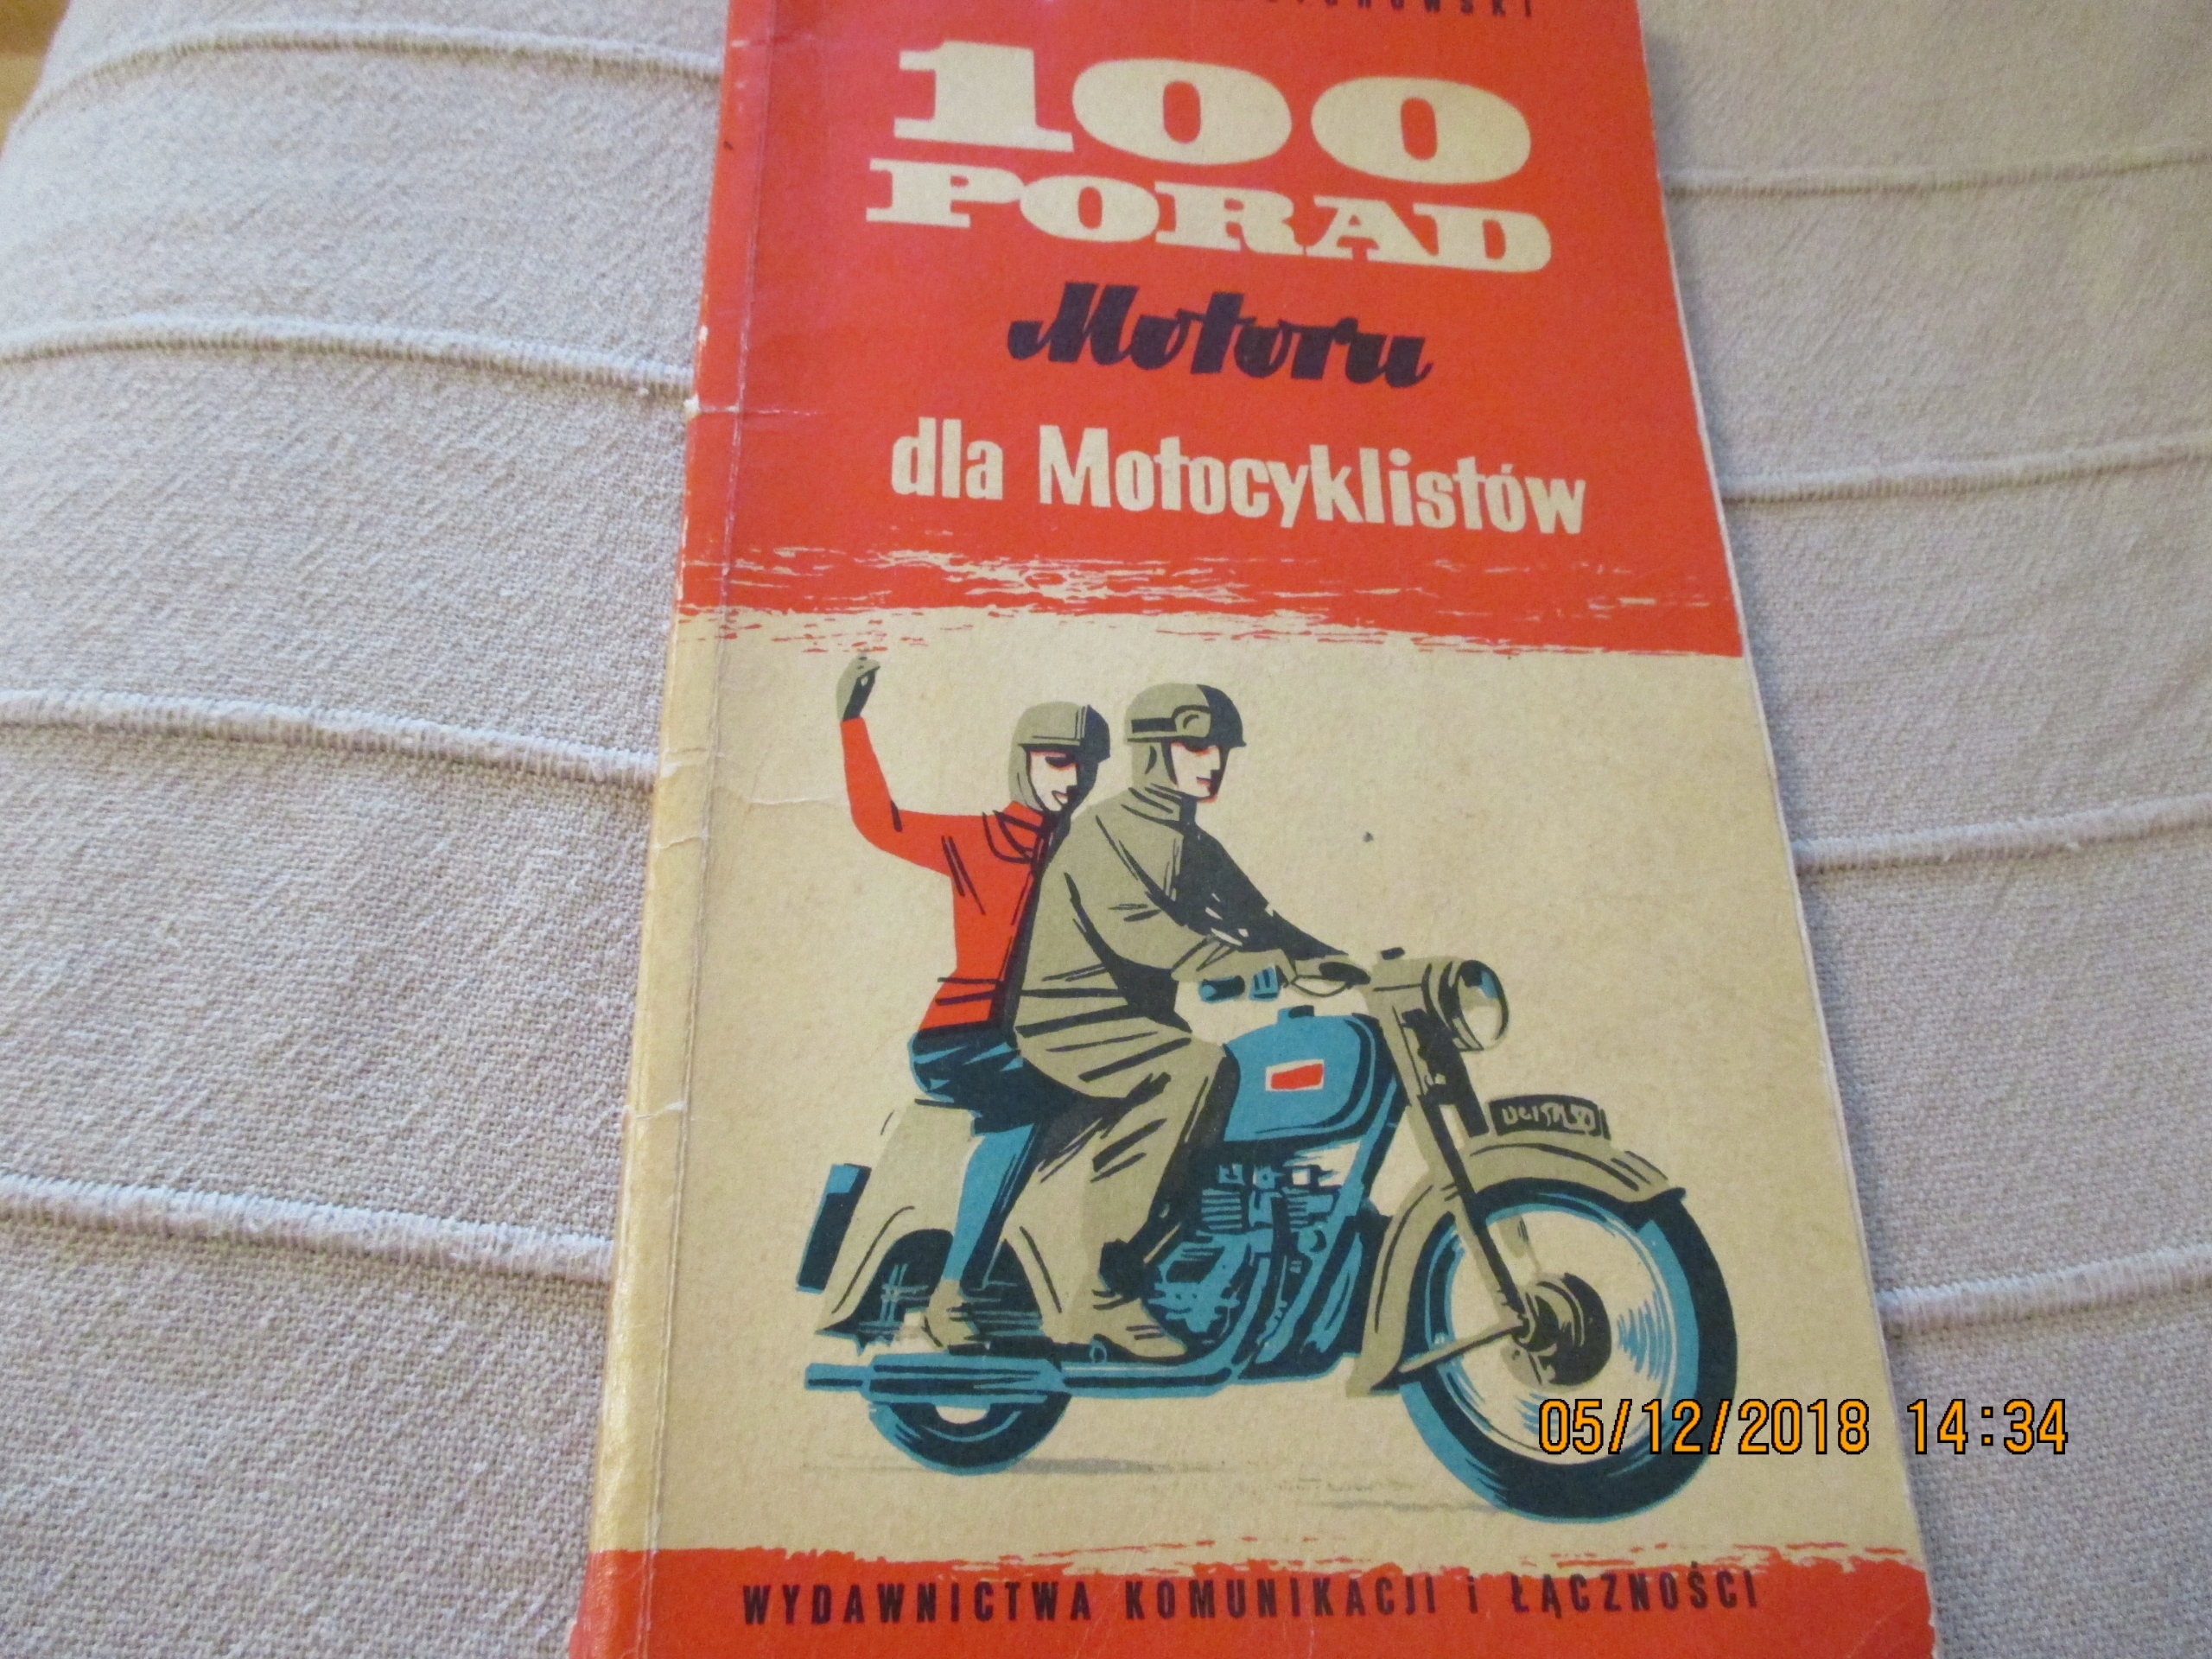 100
PORAD
Motoru
dla Motocyklistów
WYDAWNICTWA KOMUNIKACJI i ŁĄCZNOŚCI
05/12/2018 14:34